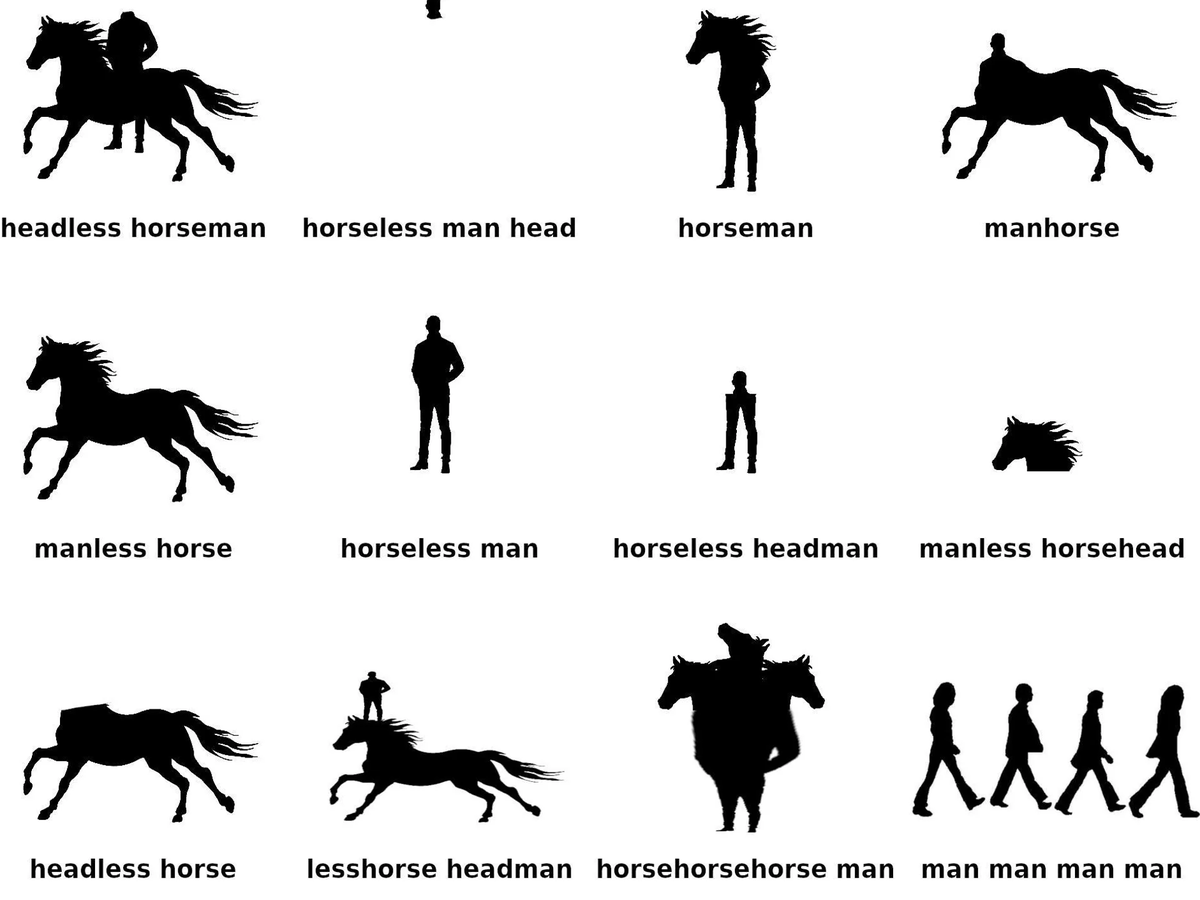 headless horseman
horseless man head
horseman
manhorse
manless horse
horseless man
horseless headman
manless horsehead
headless horse
lesshorse headman
horsehorsehorse man
man man man man